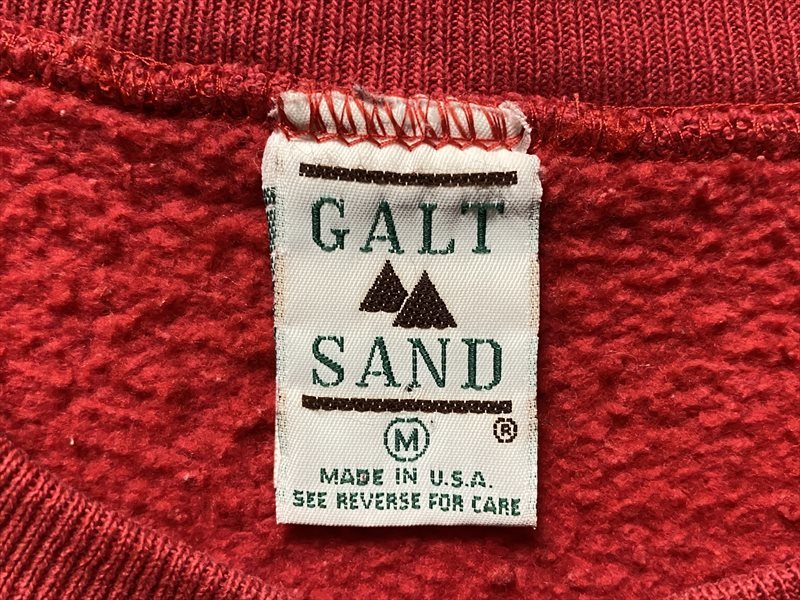 GALT
SAND
M
®
MADE IN U.S.A.
SEE REVERSE FOR CARE